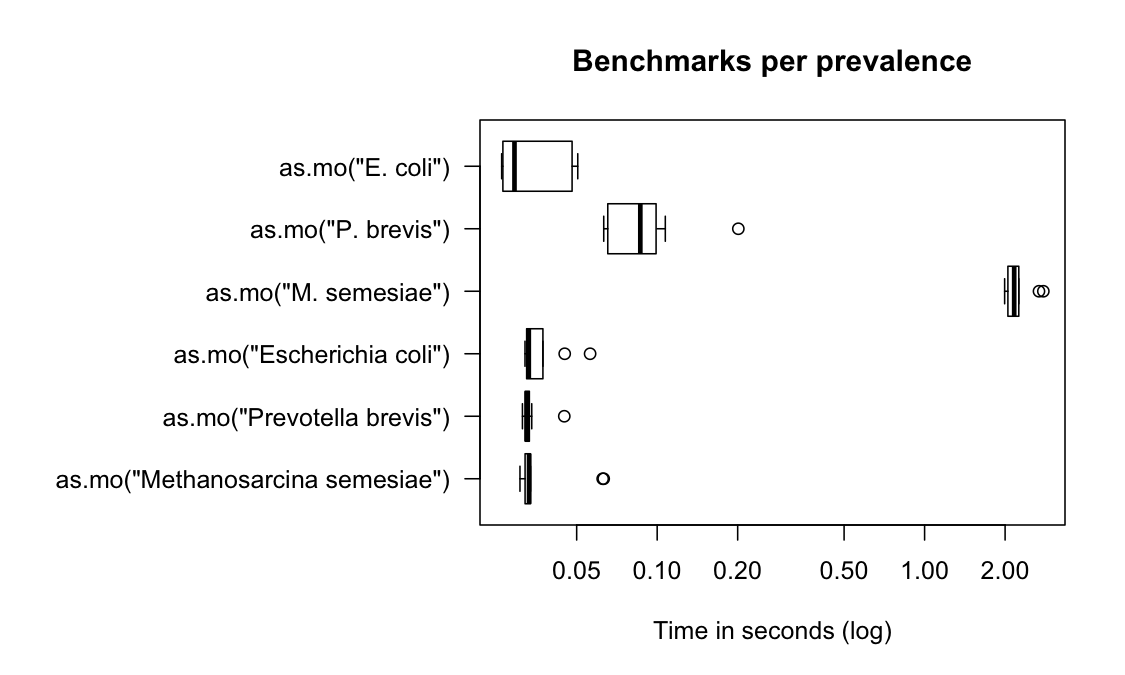 Benchmarks per prevalence
as.mo("E. coli")
as.mo("P. brevis")
as.mo("M. semesiae")
as.mo("Escherichia coli")
as.mo("Prevotella brevis")
as.mo("Methanosarcina semesiae")
0.05 0.10 0.20 0.50 1.00 2.00
Time in seconds (log)